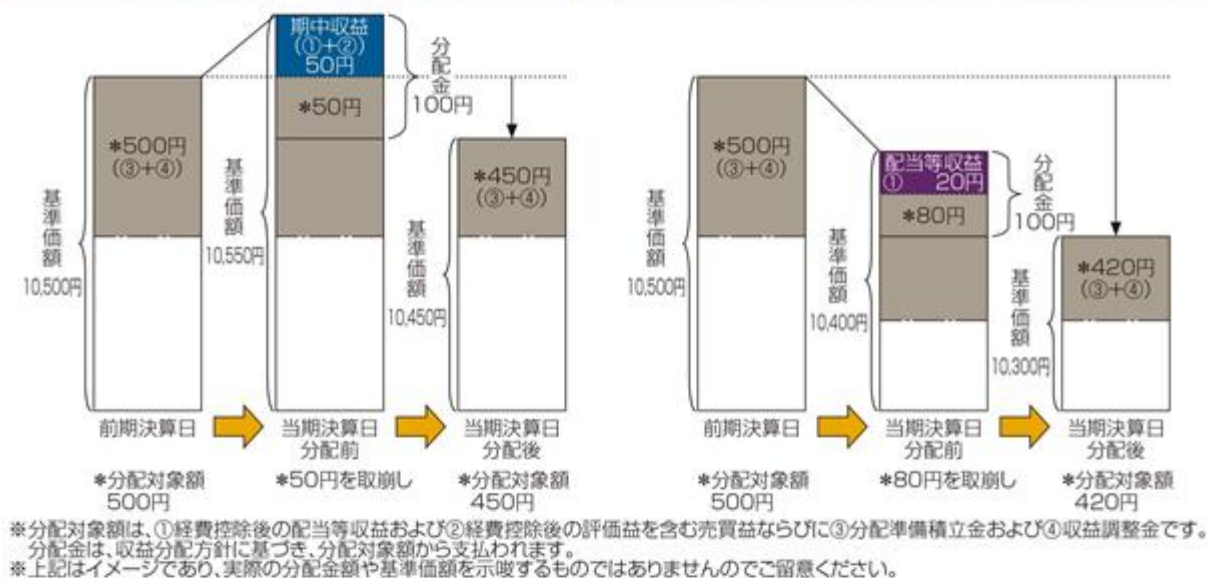 期中収益
(①+②)
50円
*50円
分配金
100円
*500円
(③+④)
*450円
(③+④)
基準価額
10,500円
基準価額
10,550円
基準価額
10,450円
前期決算日
当期決算日
分配前
当期決算日
分配後
*分配対象額
500円
*50円を取崩し
*分配対象額
450円
*500円
(③+④)
配当等収益
① 20円
*80円
分配金
100円
*420円
(③+④)
基準価額
10,500円
基準価額
10,400円
基準価額
10,300円
前期決算日
当期決算日
分配前
当期決算日
分配後
*分配対象額
500円
*80円を取崩し
*分配対象額
420円
※分配対象額は、①経費控除後の配当等収益および②経費控除後の評価益を含む売買益ならびに③分配準備積立金および④収益調整金です。
分配金は、収益分配方針に基づき、分配対象額から支払われます。
※上記はイメージであり、実際の分配金額や基準価額を示唆するものではありませんのでご留意ください。